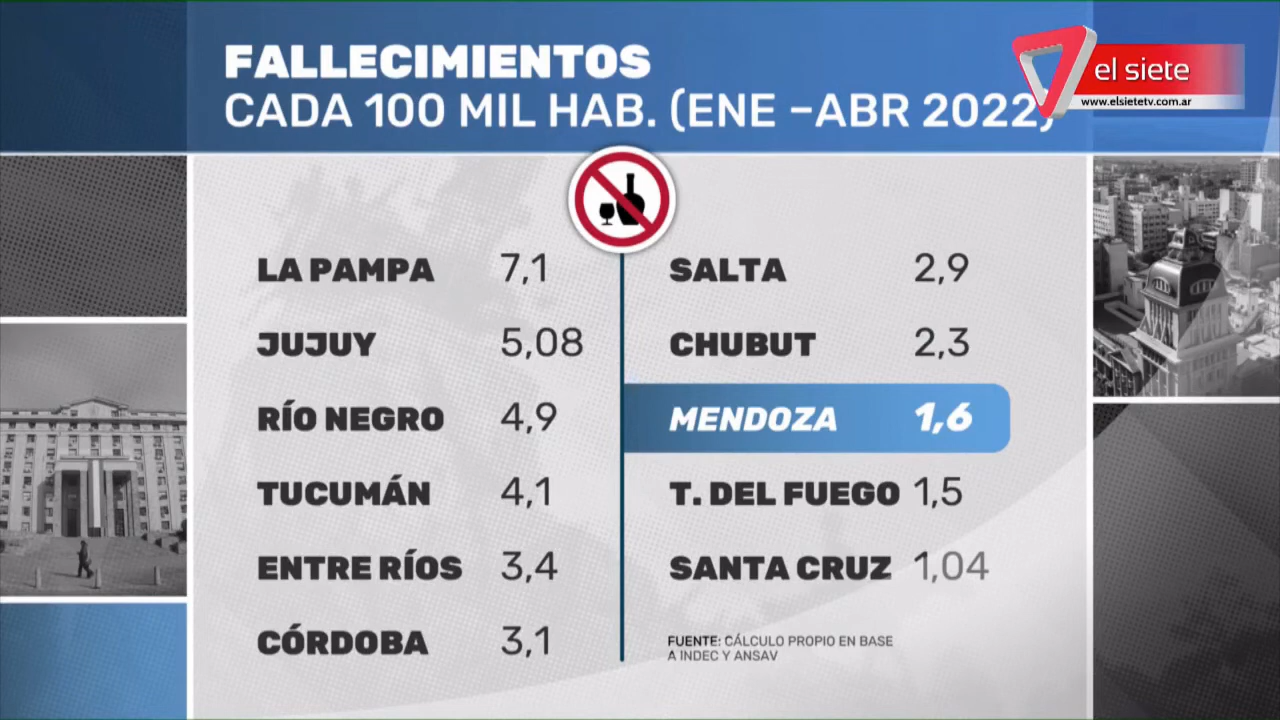 FALLECIMIENTOS
CADA 100 MIL HAB. (ENE –ABR 2022)
el siete
www.elsietetv.com.ar
LA PAMPA 7,1
JUJUY 5,08
RÍO NEGRO 4,9
TUCUMÁN 4,1
ENTRE RÍOS 3,4
CÓRDOBA 3,1
SALTA 2,9
CHUBUT 2,3
MENDOZA 1,6
T. DEL FUEGO 1,5
SANTA CRUZ 1,04
FUENTE: CÁLCULO PROPIO EN BASE
A INDEC Y ANSAV